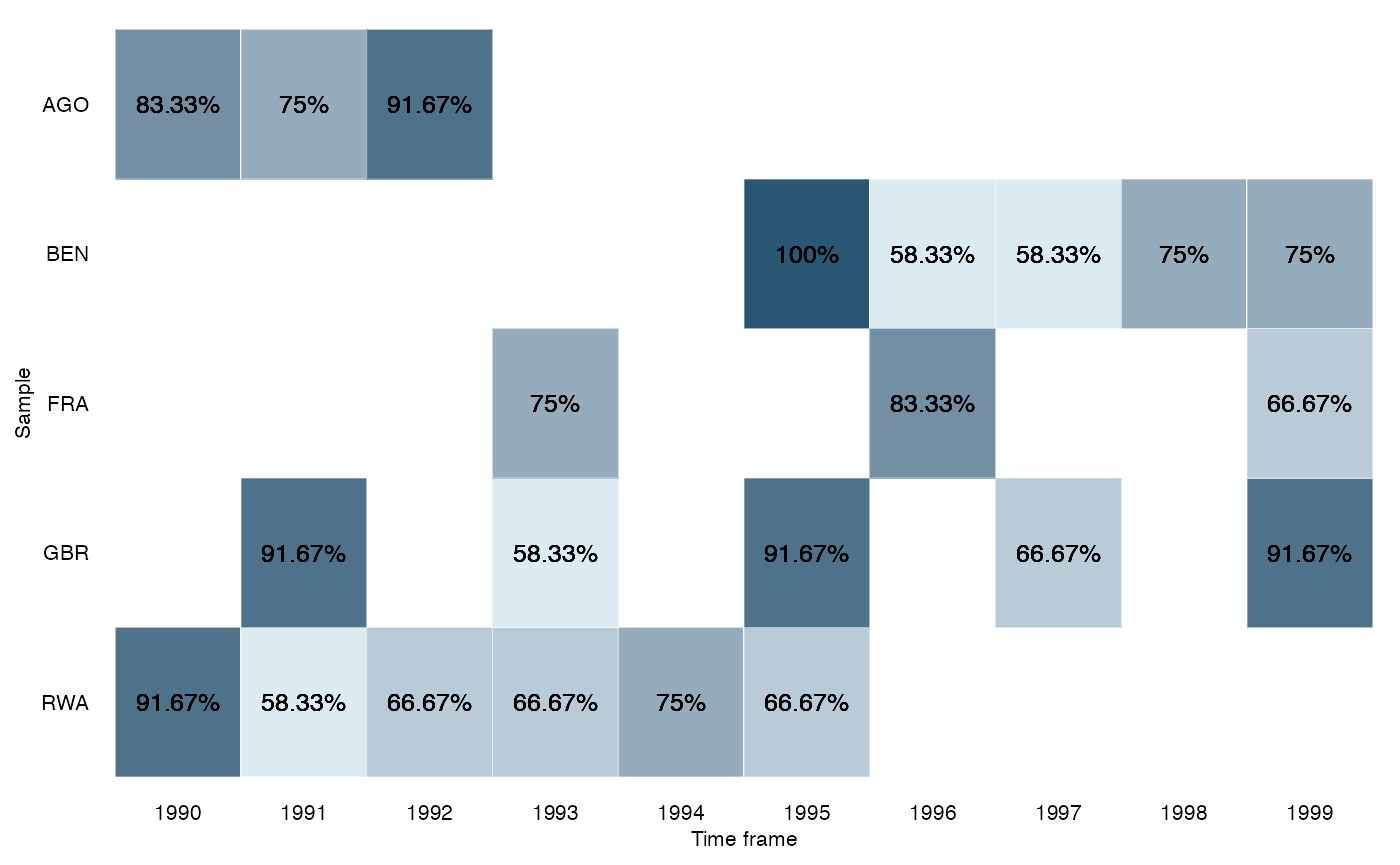 AGO 83.33% 75% 91.67%
BEN 100% 58.33% 58.33% 75% 75%
Sample
FRA 75% 83.33% 66.67%
GBR 91.67% 58.33% 91.67% 66.67% 91.67%
RWA 91.67% 58.33% 66.67% 66.67% 75% 66.67%
1990 1991 1992 1993 1994 1995 1996 1997 1998 1999
Time frame